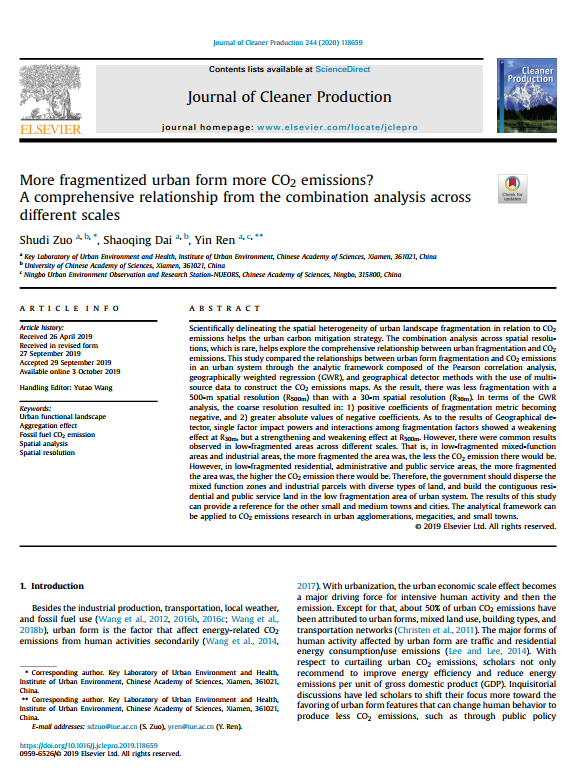 Journal of Cleaner Production 244 (2020) 118659
Contents lists available at ScienceDirect
Journal of Cleaner Production
journal homepage: www.elsevier.com/locate/jclepro
ELSEVIER
Cleaner
Production
More fragmentized urban form more CO2 emissions?
A comprehensive relationship from the combination analysis across
different scales
Check for
updates
Shudi Zuo a, b, *, Shaoqing Dai a, b, Yin Ren a, c, **
a Key Laboratory of Urban Environment and Health, Institute of Urban Environment, Chinese Academy of Sciences, Xiamen, 361021, China
b University of Chinese Academy of Sciences, Xiamen, 361021, China
c Ningbo Urban Environment Observation and Research Station-NUEORS, Chinese Academy of Sciences, Ningbo, 315800, China
ARTICLE INFO
Article history:
Received 26 April 2019
Received in revised form
27 September 2019
Accepted 29 September 2019
Available online 3 October 2019
Handling Editor: Yutao Wang
Keywords:
Urban functional landscape
Aggregation effect
Fossil fuel CO2 emission
Spatial analysis
Spatial resolution
ABSTRACT
Scientifically delineating the spatial heterogeneity of urban landscape fragmentation in relation to CO2
emissions helps the urban carbon mitigation strategy. The combination analysis across spatial resolu-
tions, which is rare, helps explore the comprehensive relationship between urban fragmentation and CO2
emissions. This study compared the relationships between urban form fragmentation and CO2 emissions
in an urban system through the analytic framework composed of the Pearson correlation analysis,
geographically weighted regression (GWR), and geographical detector methods with the use of multi-
source data to construct the CO2 emissions maps. As the result, there was less fragmentation with a
500-m spatial resolution (R500m) than with a 30-m spatial resolution (R30m). In terms of the GWR
analysis, the coarse resolution resulted in: 1) positive coefficients of fragmentation metric becoming
negative, and 2) greater absolute values of negative coefficients. As to the results of Geographical de-
tector, single factor impact powers and interactions among fragmentation factors showed a weakening
effect at R30m, but a strengthening and weakening effect at R500m. However, there were common results
observed in low-fragmented areas across different scales. That is, in low-fragmented mixed-function
areas and industrial areas, the more fragmented the area was, the less the CO2 emission there would be.
However, in low-fragmented residential, administrative and public service areas, the more fragmented
the area was, the higher the CO2 emission there would be. Therefore, the government should disperse the
mixed function zones and industrial parcels with diverse types of land, and build the contiguous resi-
dential and public service land in the low fragmentation area of urban system. The results of this study
can provide a reference for the other small and medium towns and cities. The analytical framework can
be applied to CO2 emissions research in urban agglomerations, megacities, and small towns.
© 2019 Elsevier Ltd. All rights reserved.
1. Introduction
Besides the industrial production, transportation, local weather,
and fossil fuel use (Wang et al., 2012, 2016b, 2016c; Wang et al.,
2018b), urban form is the factor that affect energy-related CO2
emissions from human activities secondarily (Wang et al., 2014,
2017). With urbanization, the urban economic scale effect becomes
a major driving force for intensive human activity and then the
emission. Except for that, about 50% of urban CO2 emissions have
been attributed to urban forms, mixed land use, building types, and
transportation networks (Christen et al., 2011). The major forms of
human activity affected by urban form are traffic and residential
energy consumption/use emissions (Lee and Lee, 2014). With
respect to curtailing urban CO2 emissions, scholars not only
recommend to improve energy efficiency and reduce energy
emissions per unit of gross domestic product (GDP). Inquisitorial
discussions have led scholars to shift their focus more toward the
favoring of urban form features that can change human behavior to
produce less CO2 emissions, such as through public policy
* Corresponding author. Key Laboratory of Urban Environment and Health,
Institute of Urban Environment, Chinese Academy of Sciences, Xiamen, 361021,
China.
** Corresponding author. Key Laboratory of Urban Environment and Health,
Institute of Urban Environment, Chinese Academy of Sciences, Xiamen, 361021,
China.
E-mail addresses: sdzuo@iue.ac.cn (S. Zuo), yren@iue.ac.cn (Y. Ren).
https://doi.org/10.1016/j.jclepro.2019.118659
0959-6526/© 2019 Elsevier Ltd. All rights reserved.